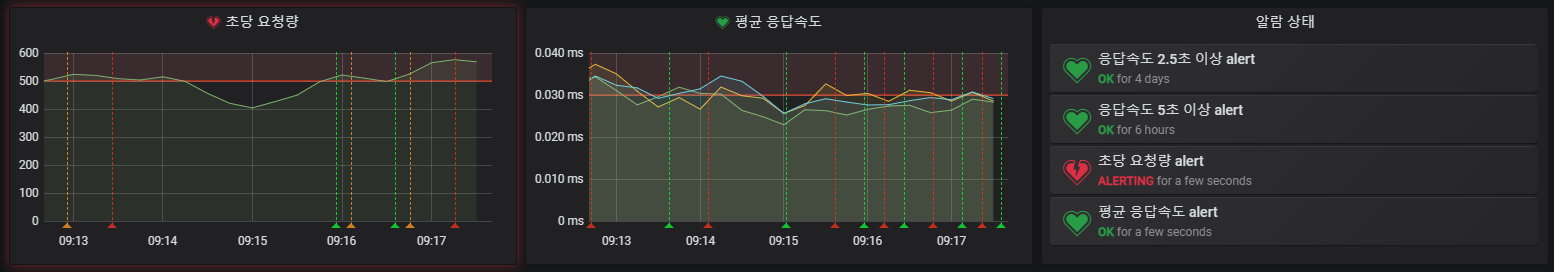 초당 요청량
600
500
400
300
200
100
0
09:13 09:14 09:15 09:16 09:17
평균 응답속도
0.040 ms
0.030 ms
0.020 ms
0.010 ms
0 ms
09:13 09:14 09:15 09:16 09:17
알람 상태
응답속도 2.5초 이상 alert
OK for 4 days
응답속도 5초 이상 alert
OK for 6 hours
초당 요청량 alert
ALERTING for a few seconds
평균 응답속도 alert
OK for a few seconds